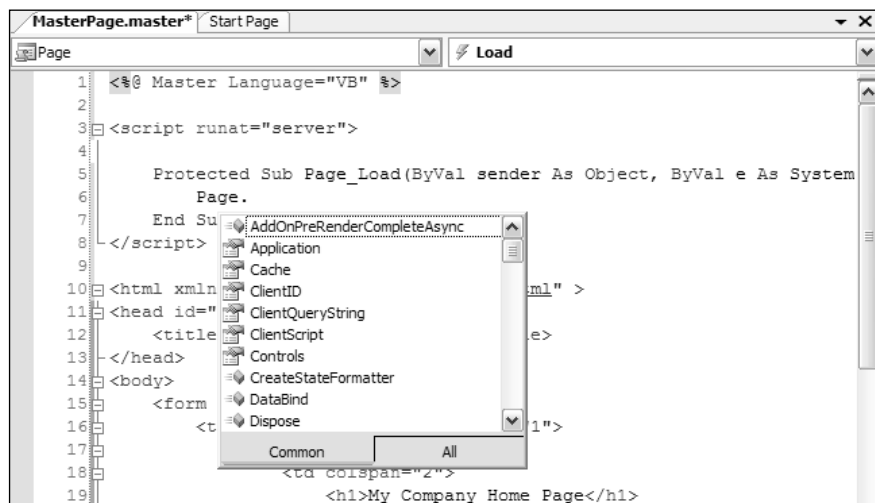 MasterPage.master* Start Page
Page Load
1 <%@ Master Language="VB" %>
2
3 <script runat="server">
4
5 Protected Sub Page_Load(ByVal sender As Object, ByVal e As System
6 Page.
7 End Su
AddOnPreRenderCompleteAsync
8 </script>
Application
9
Cache
10 <html xmln ml" >
ClientID
11 <head id="
ClientQueryString
12 <title e>
ClientScript
13 </head>
Controls
14 <body>
CreateStateFormatter
15 <form
DataBind
16 <t "1">
Dispose
17
Common All
18 <td colspan="2">
19 <h1>My Company Home Page</h1>